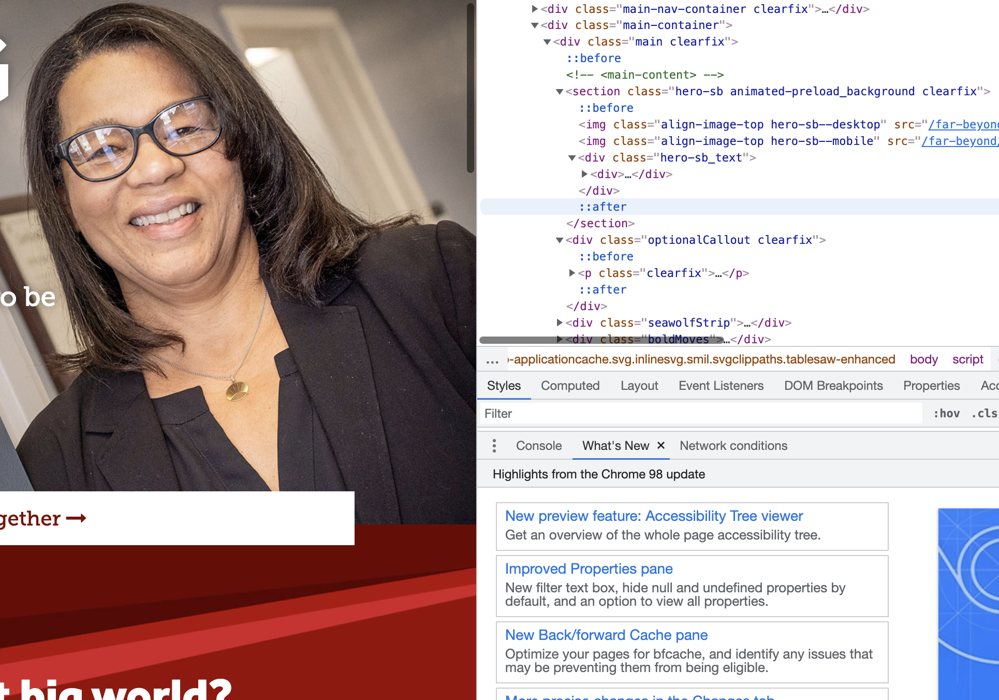 G
o be
gether →
t big world?
▶<div class="main-nav-container clearfix">…</div>
▼<div class="main-container">
▼<div class="main clearfix">
::before
<!-- <main-content> -->
▼<section class="hero-sb animated-preload_background clearfix">
::before
<img class="align-image-top hero-sb--desktop" src="/far-beyond
<img class="align-image-top hero-sb--mobile" src="/far-beyond/
▼<div class="hero-sb_text">
▶<div>…</div>
</div>
::after
</section>
▼<div class="optionalCallout clearfix">
::before
▶<p class="clearfix">…</p>
::after
</div>
▶<div class="seawolfStrip">…</div>
▶<div class="boldMoves">…</div>
… -applicationcache.svg.inlinesvg.smil.svgclippaths.tablesaw-enhanced body script
Styles Computed Layout Event Listeners DOM Breakpoints Properties Acc
Filter :hov .cls
Console What's New × Network conditions
Highlights from the Chrome 98 update
New preview feature: Accessibility Tree viewer
Get an overview of the whole page accessibility tree.
Improved Properties pane
New filter text box, hide null and undefined properties by
default, and an option to view all properties.
New Back/forward Cache pane
Optimize your pages for bfcache, and identify any issues that
may be preventing them from being eligible.
More precise changes in the Changes tab